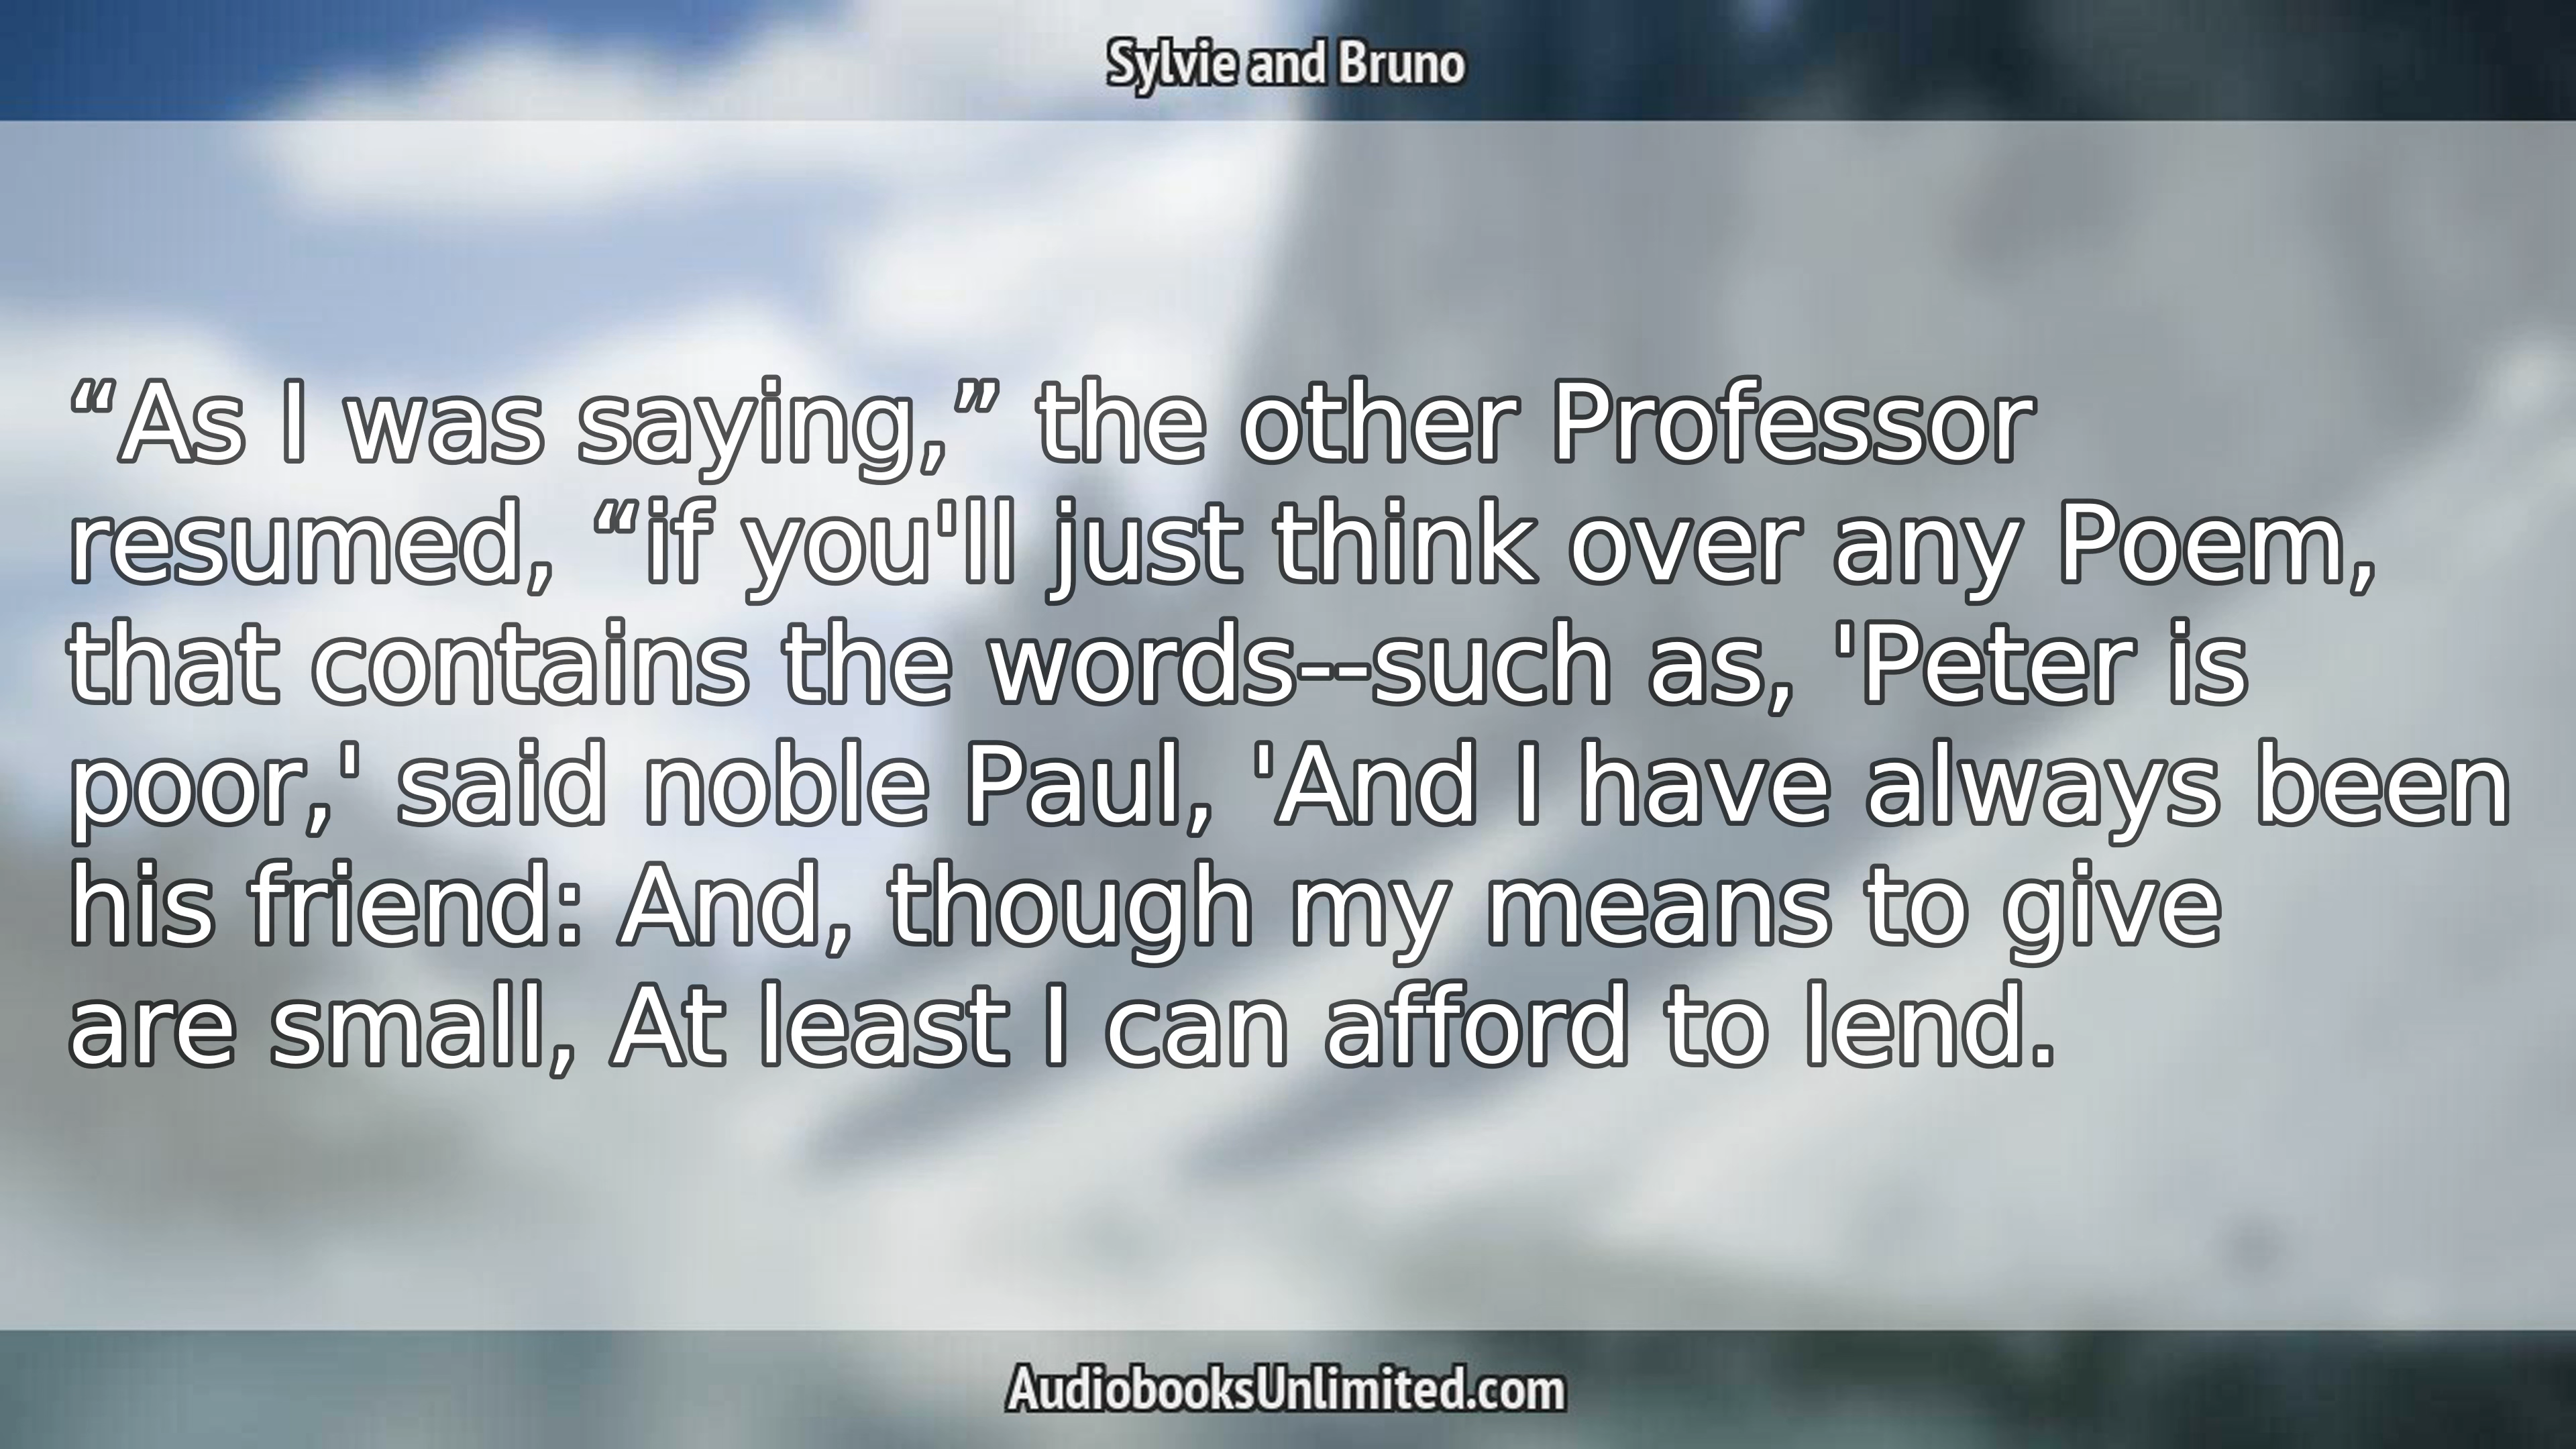 Sylvie and Bruno
“As I was saying,” the other Professor
resumed, “if you'll just think over any Poem,
that contains the words--such as, 'Peter is
poor,' said noble Paul, 'And I have always been
his friend: And, though my means to give
are small, At least I can afford to lend.
AudiobooksUnlimited.com